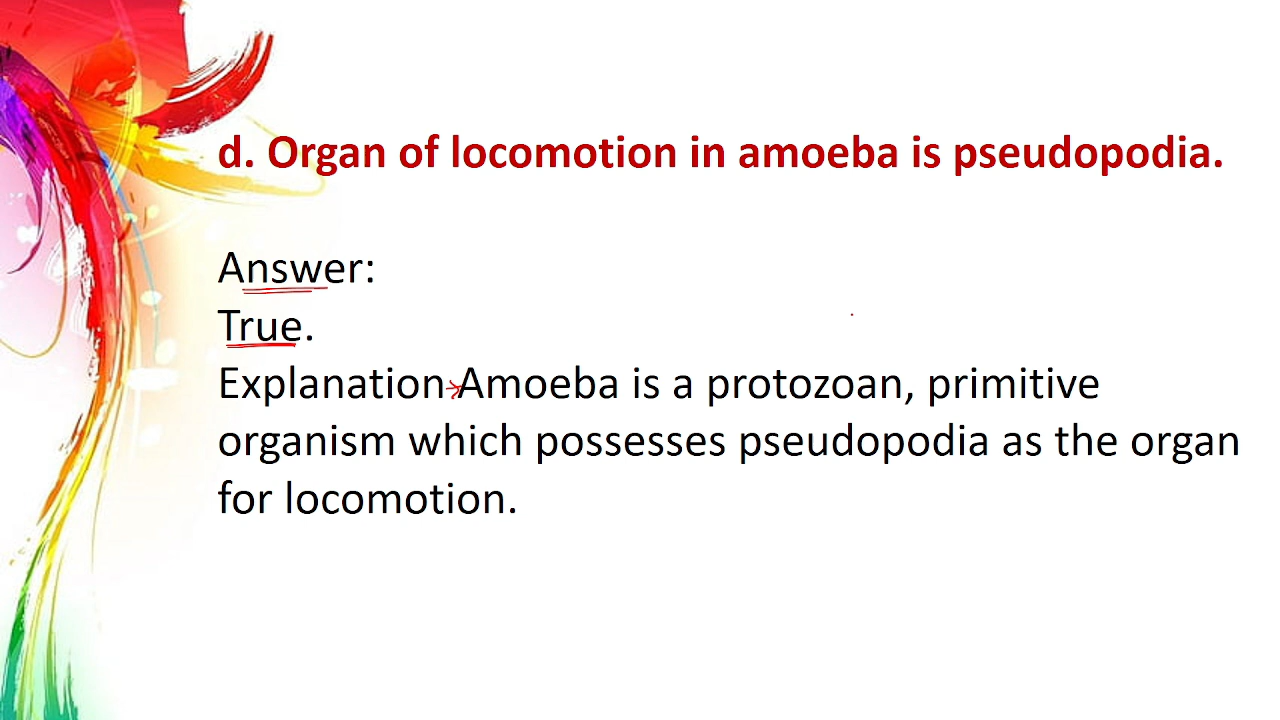 d. Organ of locomotion in amoeba is pseudopodia.
Answer:
True.
Explanation-Amoeba is a protozoan, primitive
organism which possesses pseudopodia as the organ
for locomotion.